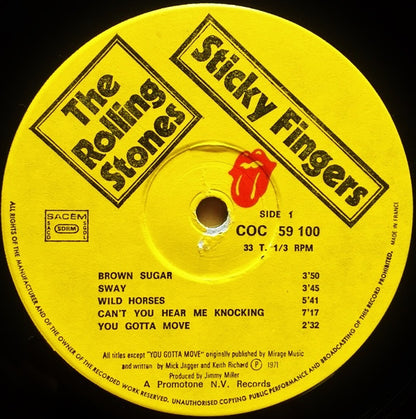 The
Rolling
Stones
Sticky Fingers
SIDE 1
COC 59 100
33 T. 1/3 RPM
SACEM
SACD
SDRM
SGDL
BROWN SUGAR 3'50
SWAY 3'45
WILD HORSES 5'41
CAN'T YOU HEAR ME KNOCKING 7'17
YOU GOTTA MOVE 2'32
All titles except "YOU GOTTA MOVE" originally published by Mirage Music
and written by Mick Jagger and Keith Richard Ⓟ 1971
Produced by Jimmy Miller
A Promotone N.V. Records
ALL RIGHTS OF THE MANUFACTURER AND OF THE OWNER OF THE RECORDED WORK RESERVED. UNAUTHORISED COPYING PUBLIC PERFORMANCE AND BROADCASTING OF THIS RECORD PROHIBITED.
MADE IN FRANCE